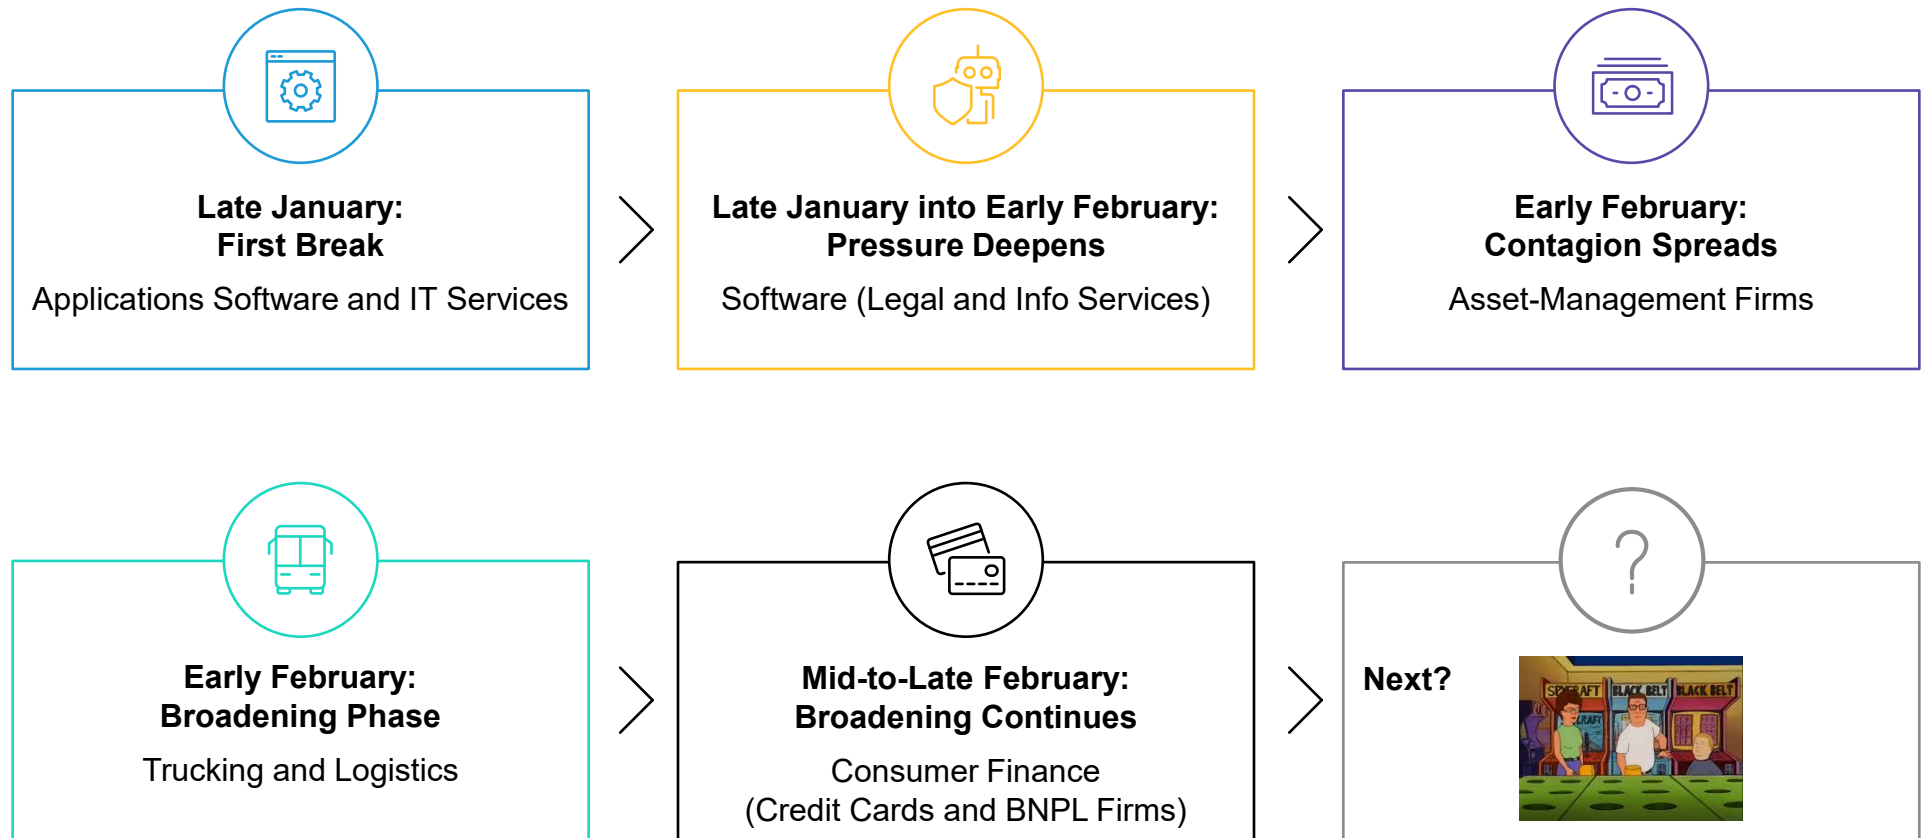 Late January:
First Break
Applications Software and IT Services
Late January into Early February:
Pressure Deepens
Software (Legal and Info Services)
Early February:
Contagion Spreads
Asset-Management Firms
Early February:
Broadening Phase
Trucking and Logistics
Mid-to-Late February:
Broadening Continues
Consumer Finance
(Credit Cards and BNPL Firms)
Next?
BLACK BELT
BLACK BELT